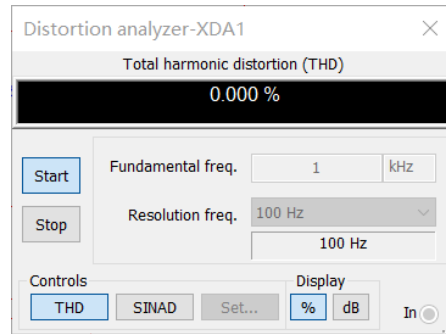 Distortion analyzer-XDA1
Total harmonic distortion (THD)
0.000 %
Start
Fundamental freq. 1 kHz
Stop
Resolution freq. 100 Hz
100 Hz
Controls
Display
THD SINAD Set... % dB In